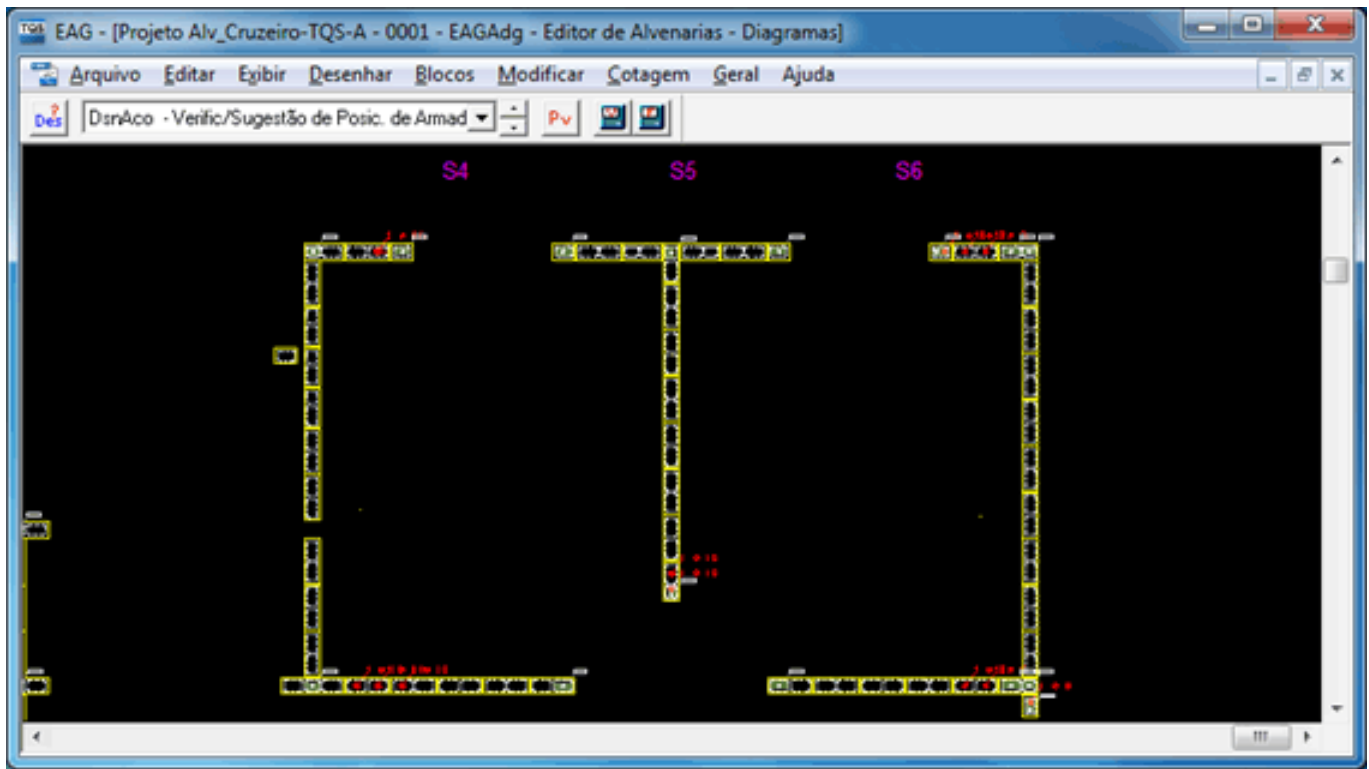 TQS EAG - [Projeto Alv_Cruzeiro-TQS-A - 0001 - EAGAdg - Editor de Alvenarias - Diagramas]
Arquivo Editar Exibir Desenhar Blocos Modificar Cotagem Geral Ajuda
Des ? DsnAco - Verific/Sugestão de Posic. de Armad Pv
S4 S5 S6